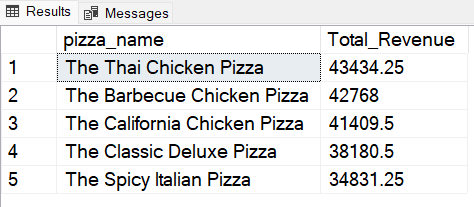 Results Messages
pizza_name Total_Revenue
1 The Thai Chicken Pizza 43434.25
2 The Barbecue Chicken Pizza 42768
3 The California Chicken Pizza 41409.5
4 The Classic Deluxe Pizza 38180.5
5 The Spicy Italian Pizza 34831.25